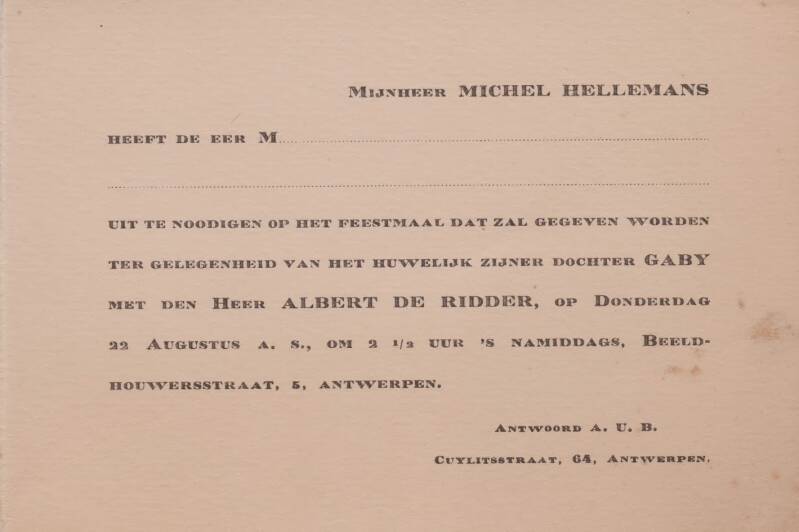 Mijnheer MICHEL HELLEMANS
HEEFT DE EER M
UIT TE NOODIGEN OP HET FEESTMAAL DAT ZAL GEGEVEN WORDEN
TER GELEGENHEID VAN HET HUWELIJK ZIJNER DOCHTER GABY
MET DEN HEER ALBERT DE RIDDER, OP DONDERDAG
22 AUGUSTUS A. S., OM 2 1/2 UUR 'S NAMIDDAGS, BEELD-
HOUWERSSTRAAT, 5, ANTWERPEN.
ANTWOORD A. U. B.
CUYLITSSTRAAT, 64, ANTWERPEN.